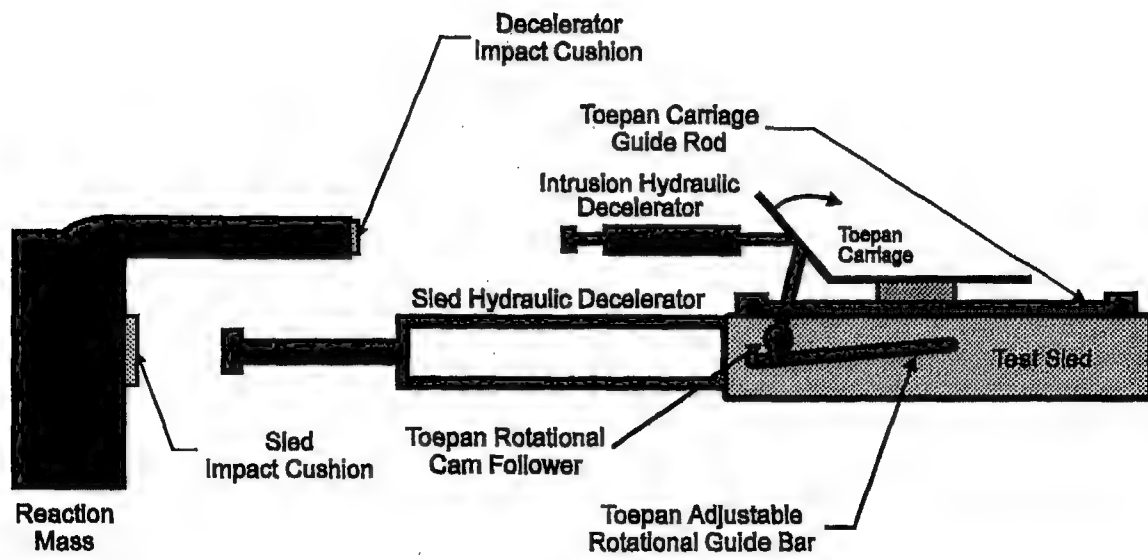 Decelerator
Impact Cushion
Toepan Carriage
Guide Rod
Intrusion Hydraulic
Decelerator
Toepan
Carriage
Sled Hydraulic Decelerator
Test Sled
Sled
Impact Cushion
Toepan Rotational
Cam Follower
Reaction
Mass
Toepan Adjustable
Rotational Guide Bar